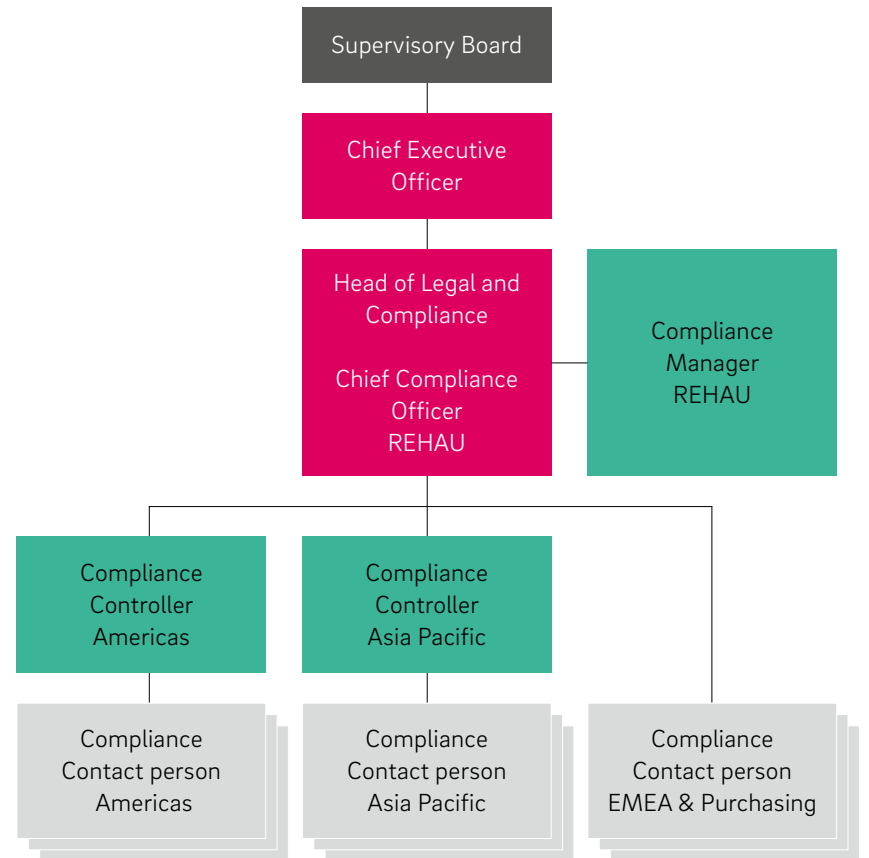 Supervisory Board
Chief Executive
Officer
Head of Legal and
Compliance
Chief Compliance
Officer
REHAU
Compliance
Manager
REHAU
Compliance
Controller
Americas
Compliance
Controller
Asia Pacific
Compliance
Contact person
Americas
Compliance
Contact person
Asia Pacific
Compliance
Contact person
EMEA & Purchasing